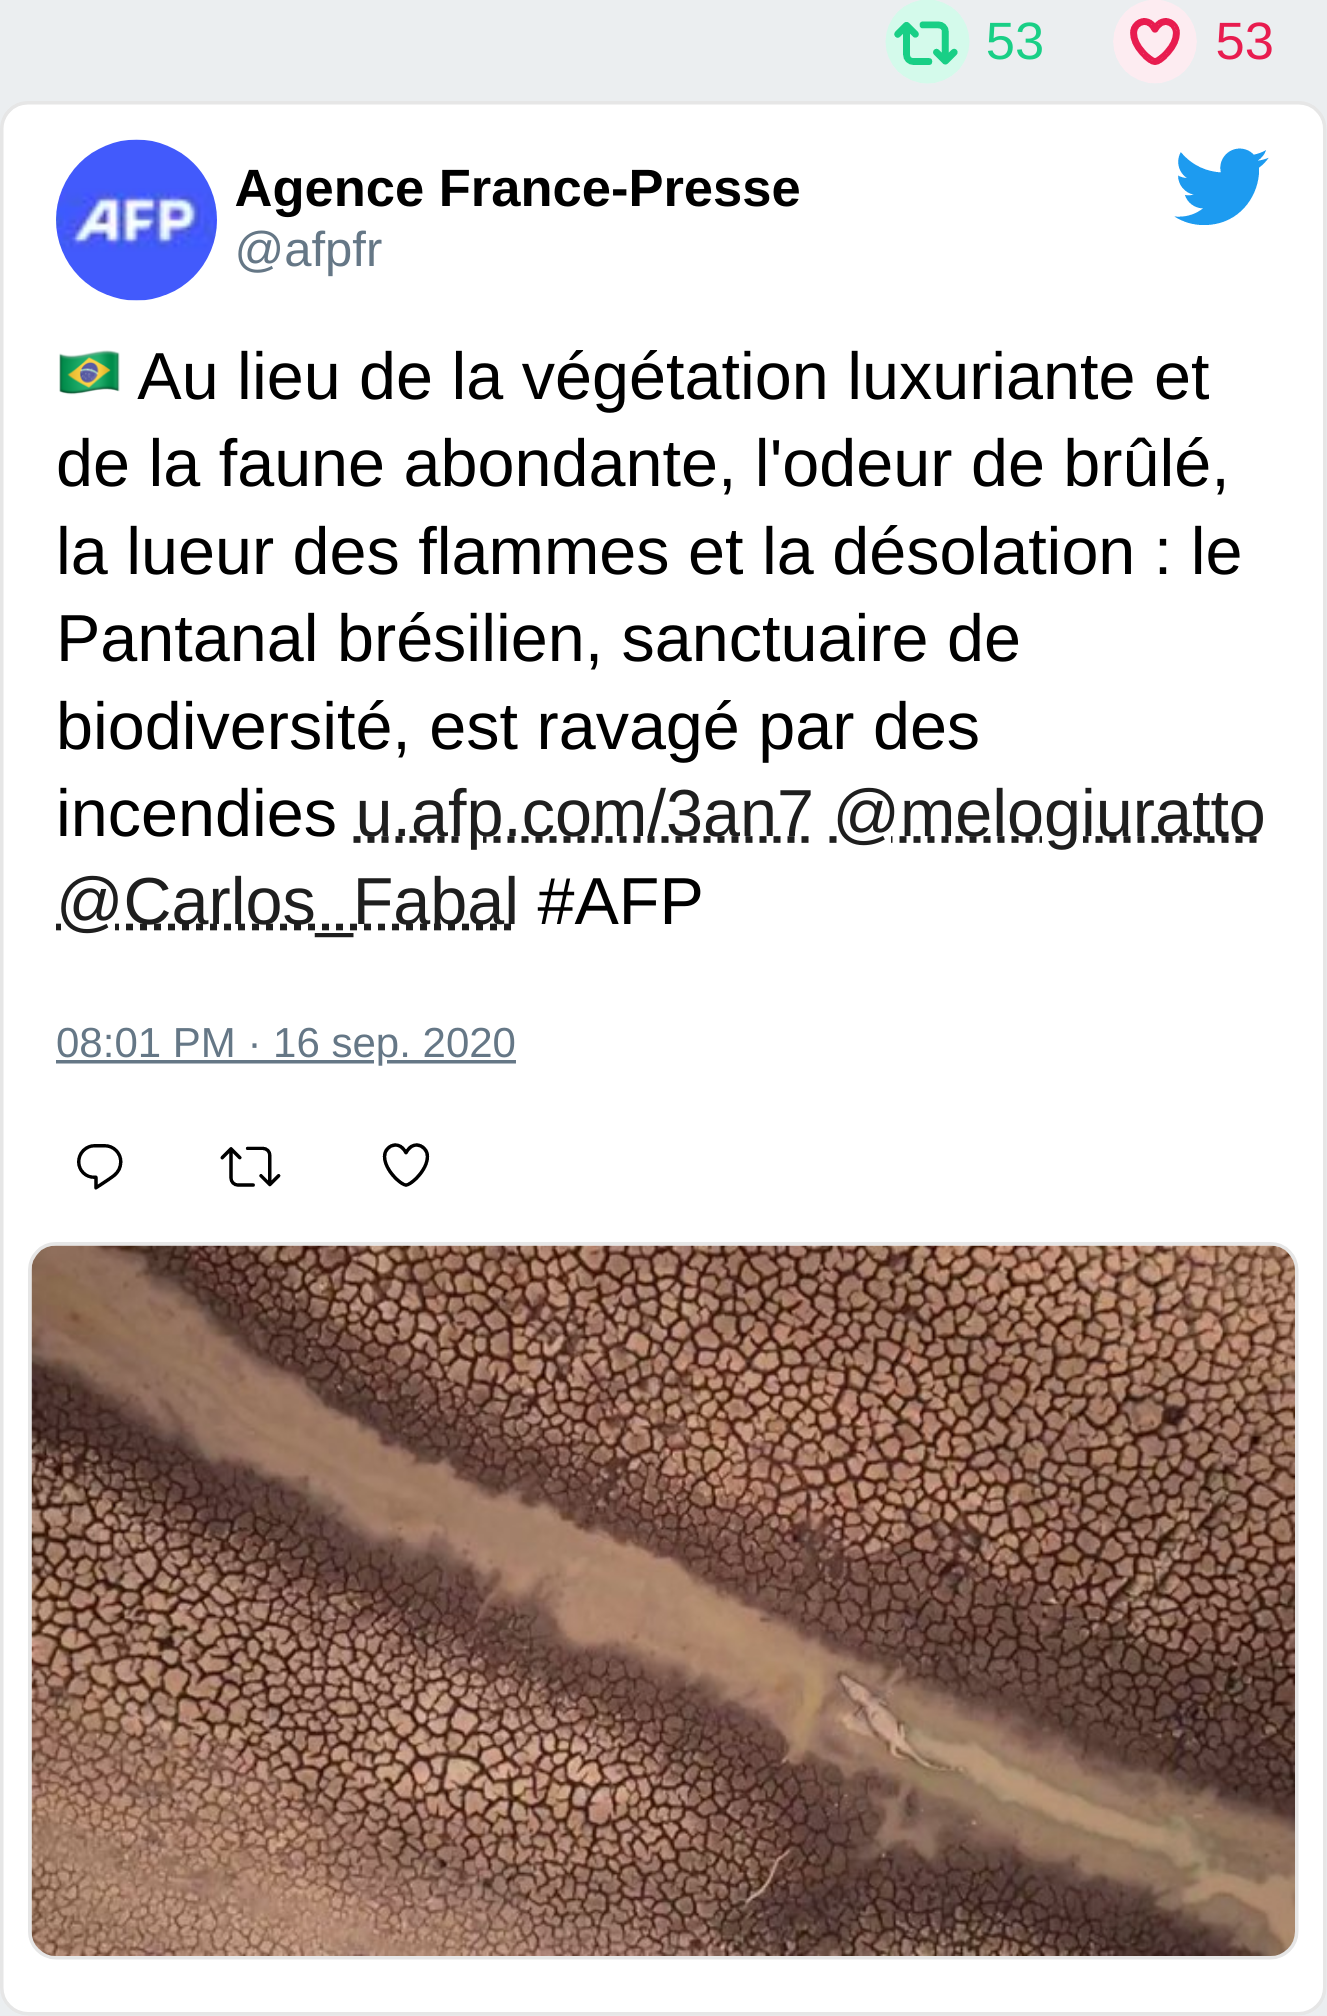 53 53
AFP
Agence France-Presse
@afpfr
🇧🇷 Au lieu de la végétation luxuriante et
de la faune abondante, l'odeur de brûlé,
la lueur des flammes et la désolation : le
Pantanal brésilien, sanctuaire de
biodiversité, est ravagé par des
incendies u.afp.com/3an7 @melogiuratto
@Carlos_Fabal #AFP
08:01 PM · 16 sep. 2020